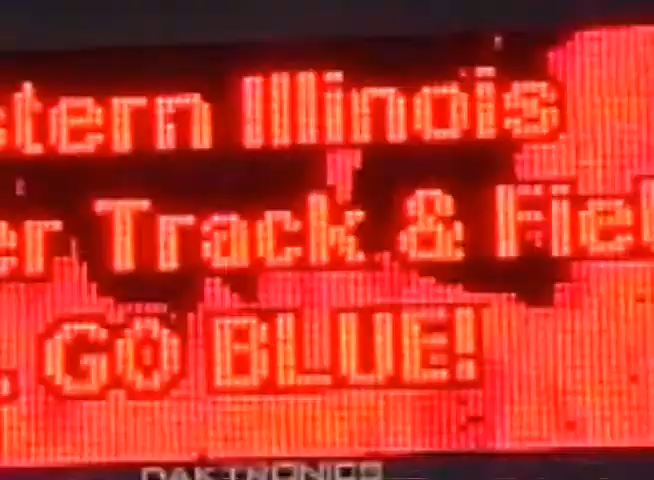 stern Illinois
er Track & Fiel
, GO BLUE!
DAKTRONICS